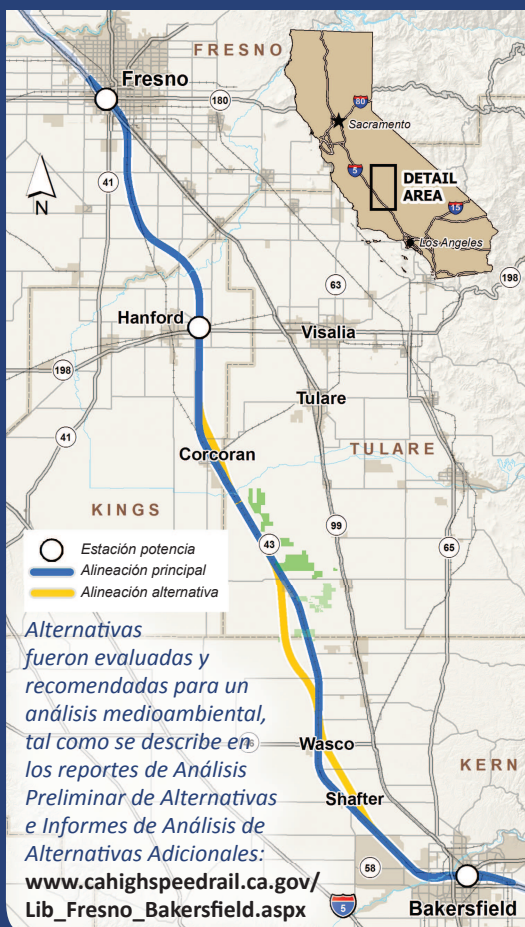 FRESNO
Fresno
180
80
Sacramento
5
DETAIL
AREA
15
Los Angeles
41
N
198
63
Hanford
Visalia
198
Tulare
41
Corcoran
TULARE
KINGS
43
99
65
Estación potencia
Alineación principal
Alineación alternativa
Alternativas
fueron evaluadas y
recomendadas para un
análisis medioambiental,
tal como se describe en
los reportes de Análisis
Preliminar de Alternativas
e Informes de Análisis de
Alternativas Adicionales:
www.cahighspeedrail.ca.gov/
Lib_Fresno_Bakersfield.aspx
Wasco
KERN
Shafter
58
5
Bakersfield